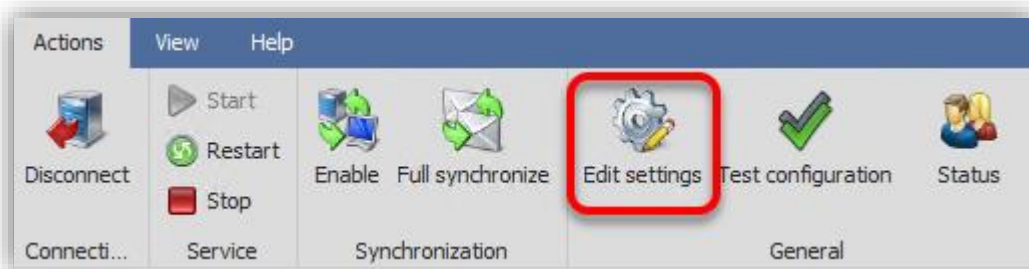 Actions View Help
Start
Restart
Stop
Disconnect
Enable Full synchronize
Edit settings Test configuration Status
Connecti... Service Synchronization General